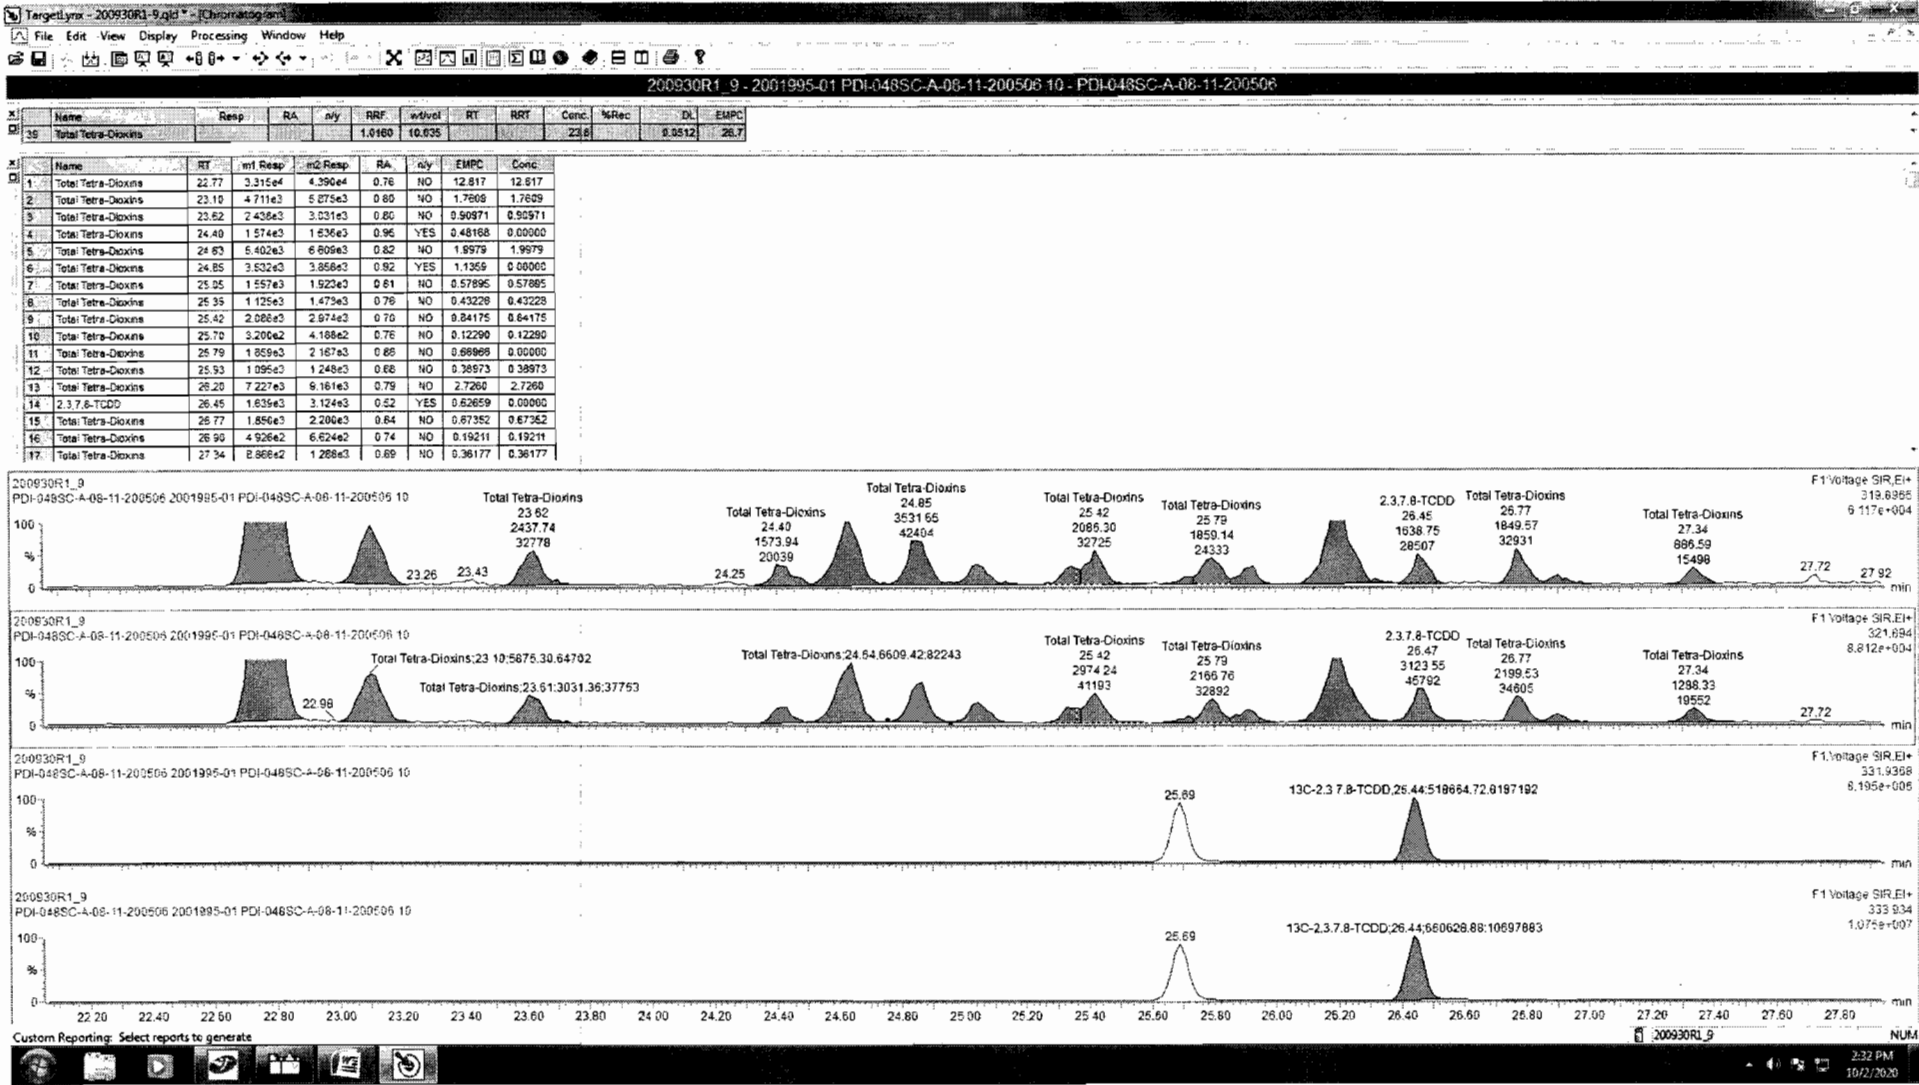 TargetLynx - 200930R1-9.qld * - [Chromatogram]
File Edit View Display Processing Window Help
200930R1_9 - 2001995-01 PDI-048SC-A-08-11-200506 10 - PDI-048SC-A-08-11-200506
Name Resp RA n/y RRF wt/vol RT RRT Conc. %Rec DL EMPC
39 Total Tetra-Dioxins 1.0160 10.035 23.8 0.0512 26.7
Name RT m1 Resp m2 Resp RA n/y EMPC Conc.
1 Total Tetra-Dioxins 22.77 3.315e4 4.390e4 0.76 NO 12.817 12.817
2 Total Tetra-Dioxins 23.10 4.711e3 5.875e3 0.80 NO 1.7609 1.7609
3 Total Tetra-Dioxins 23.62 2.438e3 3.031e3 0.80 NO 0.90971 0.90971
4 Total Tetra-Dioxins 24.40 1.574e3 1.636e3 0.96 YES 0.48168 0.00000
5 Total Tetra-Dioxins 24.63 5.402e3 6.609e3 0.82 NO 1.9979 1.9979
6 Total Tetra-Dioxins 24.85 3.532e3 3.856e3 0.92 YES 1.1359 0.00000
7 Total Tetra-Dioxins 25.05 1.557e3 1.923e3 0.81 NO 0.57895 0.57895
8 Total Tetra-Dioxins 25.35 1.125e3 1.473e3 0.76 NO 0.43228 0.43228
9 Total Tetra-Dioxins 25.42 2.086e3 2.974e3 0.70 NO 0.84175 0.84175
10 Total Tetra-Dioxins 25.70 3.200e2 4.188e2 0.76 NO 0.12290 0.12290
11 Total Tetra-Dioxins 25.79 1.859e3 2.167e3 0.86 NO 0.66966 0.00000
12 Total Tetra-Dioxins 25.93 1.095e3 1.248e3 0.88 NO 0.38973 0.38973
13 Total Tetra-Dioxins 26.20 7.227e3 9.161e3 0.79 NO 2.7260 2.7260
14 2,3,7,8-TCDD 26.45 1.639e3 3.124e3 0.52 YES 0.62659 0.00000
15 Total Tetra-Dioxins 26.77 1.850e3 2.200e3 0.84 NO 0.67352 0.67352
16 Total Tetra-Dioxins 26.90 4.926e2 6.624e2 0.74 NO 0.19211 0.19211
17 Total Tetra-Dioxins 27.34 8.866e2 1.288e3 0.69 NO 0.36177 0.36177
200930R1_9
PDI-048SC-A-08-11-200506 2001995-01 PDI-048SC-A-08-11-200506 10
F1:Voltage SIR,EI+
319.8965
6.117e+004
Total Tetra-Dioxins
23.62
2437.74
32778
Total Tetra-Dioxins
24.40
1573.94
20039
Total Tetra-Dioxins
24.85
3531.65
42404
Total Tetra-Dioxins
25.42
2086.30
32725
Total Tetra-Dioxins
25.79
1859.14
24333
2,3,7,8-TCDD
26.45
1638.75
28507
Total Tetra-Dioxins
26.77
1849.57
32931
Total Tetra-Dioxins
27.34
886.59
15498
100
%
0
23.26 23.43 24.25 27.72 27.92
min
200930R1_9
PDI-048SC-A-08-11-200506 2001995-01 PDI-048SC-A-08-11-200506 10
F1:Voltage SIR,EI+
321.894
8.812e+004
Total Tetra-Dioxins;23.10;5875.30;64702
Total Tetra-Dioxins;23.61;3031.36;37763
Total Tetra-Dioxins;24.64;6609.42;82243
Total Tetra-Dioxins
25.42
2974.24
41193
Total Tetra-Dioxins
25.79
2166.76
32892
2,3,7,8-TCDD
26.47
3123.55
45792
Total Tetra-Dioxins
26.77
2199.53
34605
Total Tetra-Dioxins
27.34
1288.33
19552
100
%
0
22.98 27.72
min
200930R1_9
PDI-048SC-A-08-11-200506 2001995-01 PDI-048SC-A-08-11-200506 10
F1:Voltage SIR,EI+
331.9368
8.195e+006
25.69
13C-2,3,7,8-TCDD;26.44;518664.72;8197192
100
%
0
min
200930R1_9
PDI-048SC-A-08-11-200506 2001995-01 PDI-048SC-A-08-11-200506 10
F1:Voltage SIR,EI+
333.934
1.075e+007
25.69
13C-2,3,7,8-TCDD;26.44;660628.88;10697883
100
%
0
min
22.20 22.40 22.60 22.80 23.00 23.20 23.40 23.60 23.80 24.00 24.20 24.40 24.60 24.80 25.00 25.20 25.40 25.60 25.80 26.00 26.20 26.40 26.60 26.80 27.00 27.20 27.40 27.60 27.80
Custom Reporting: Select reports to generate
200930R1_9
NUM
2:32 PM
10/2/2020